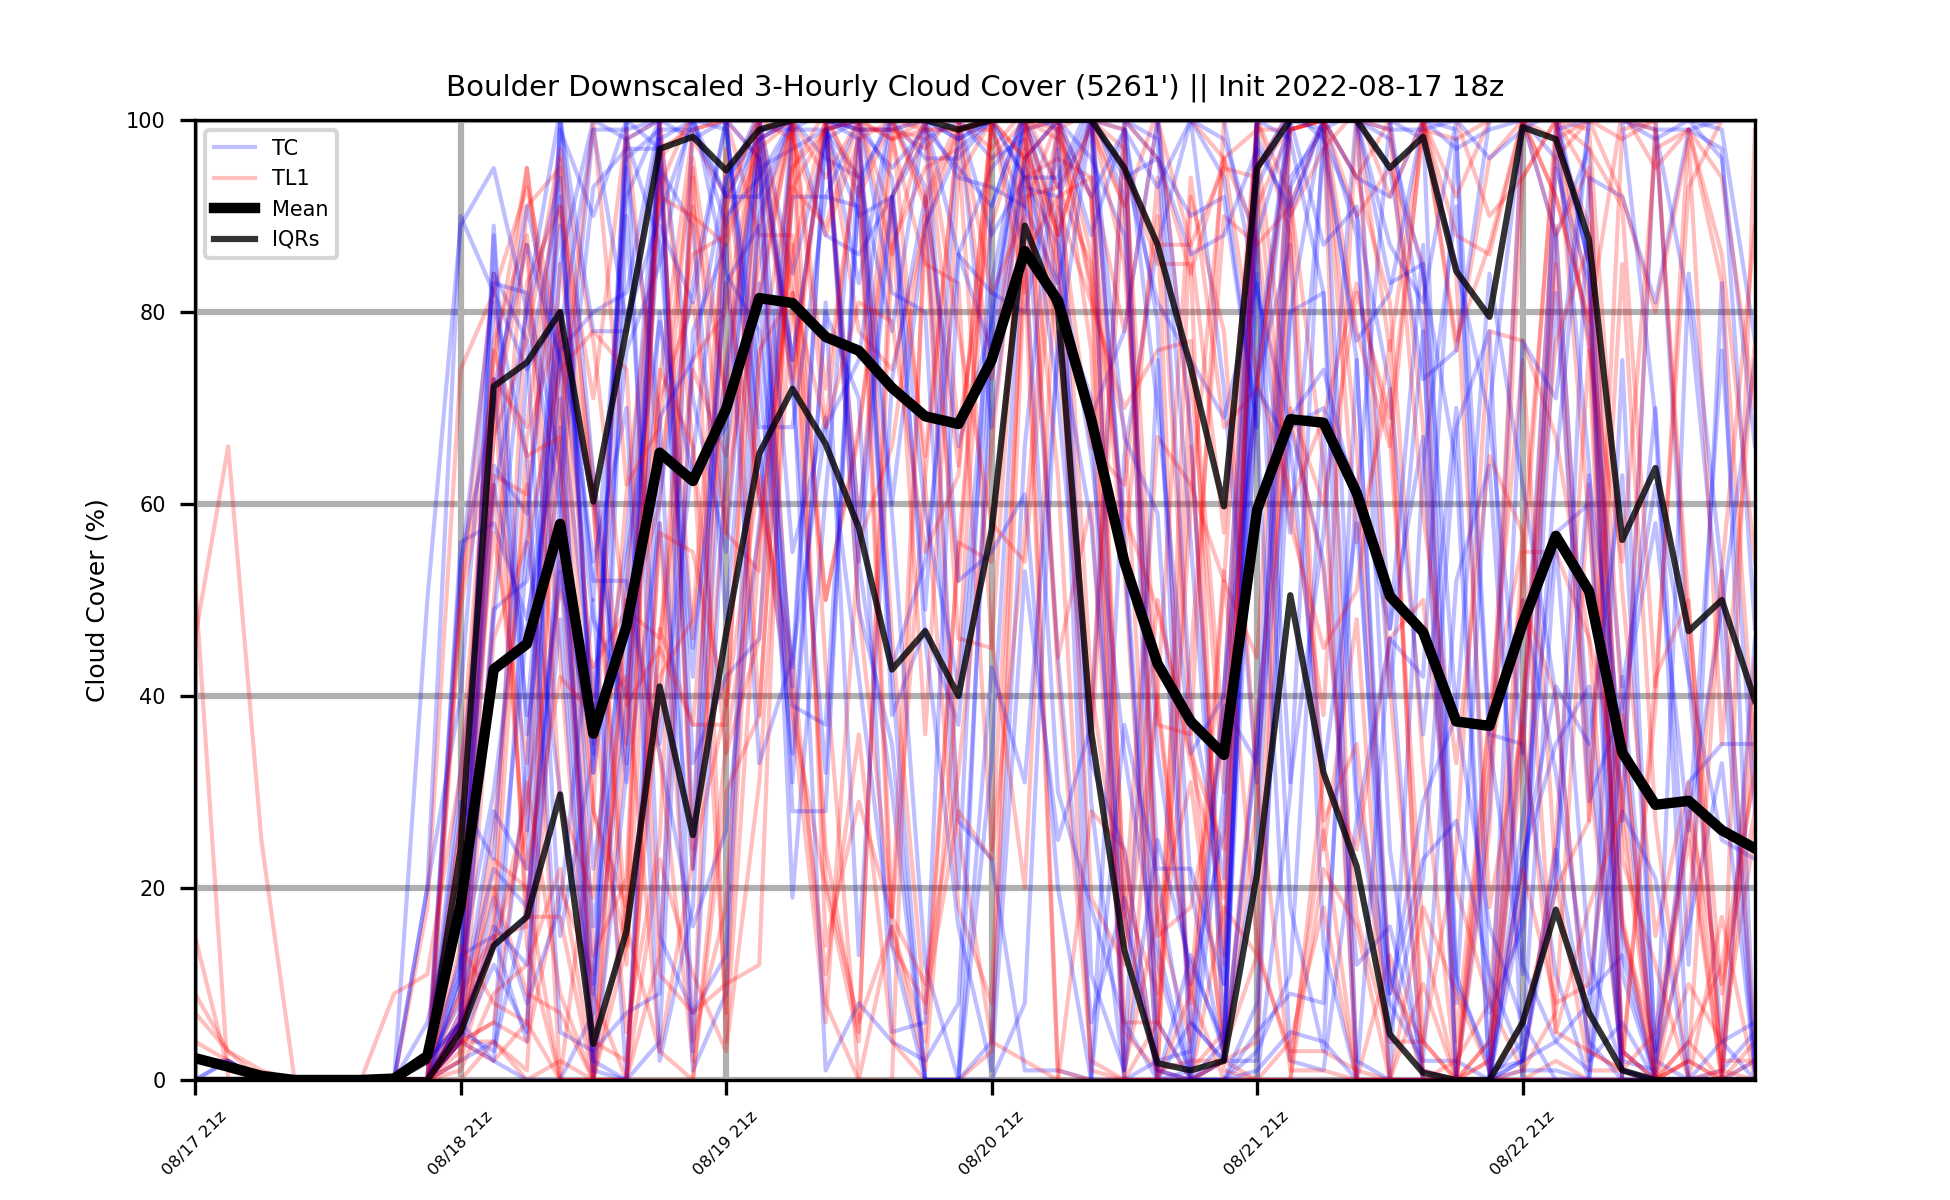 Boulder Downscaled 3-Hourly Cloud Cover (5261') || Init 2022-08-17 18z
100
80
60
40
20
0
Cloud Cover (%)
TC
TL1
Mean
IQRs
08/17 21z
08/18 21z
08/19 21z
08/20 21z
08/21 21z
08/22 21z